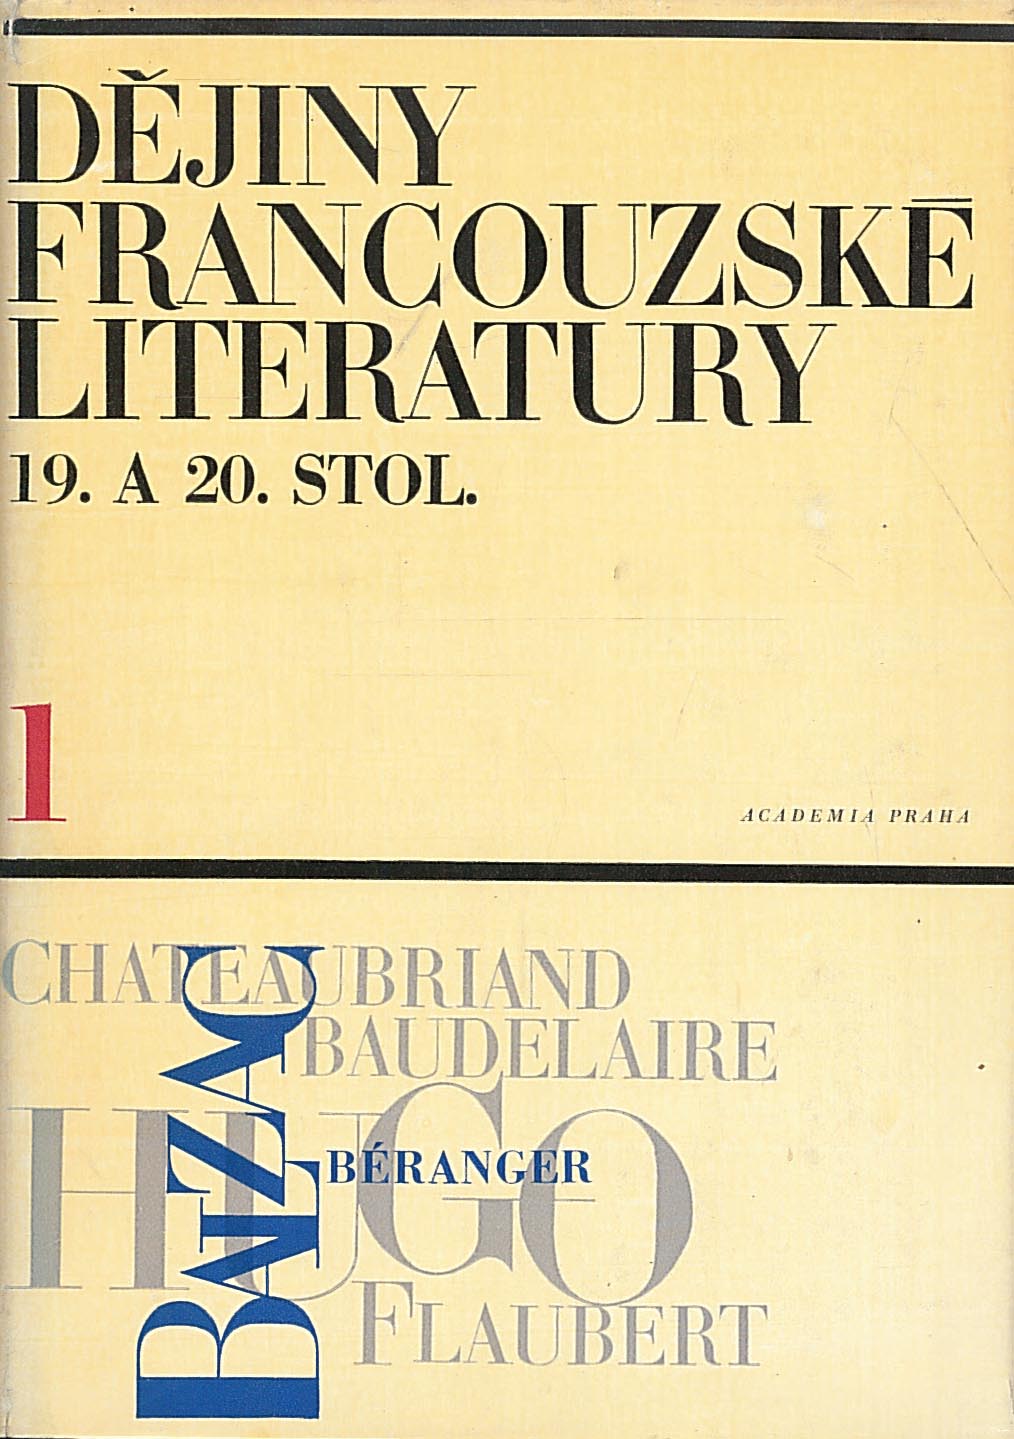 DĚJINY
FRANCOUZSKÉ
LITERATURY
19. A 20. STOL.
1
ACADEMIA PRAHA
CHATEAUBRIAND
BAUDELAIRE
BALZAC
HUGO
BÉRANGER
FLAUBERT